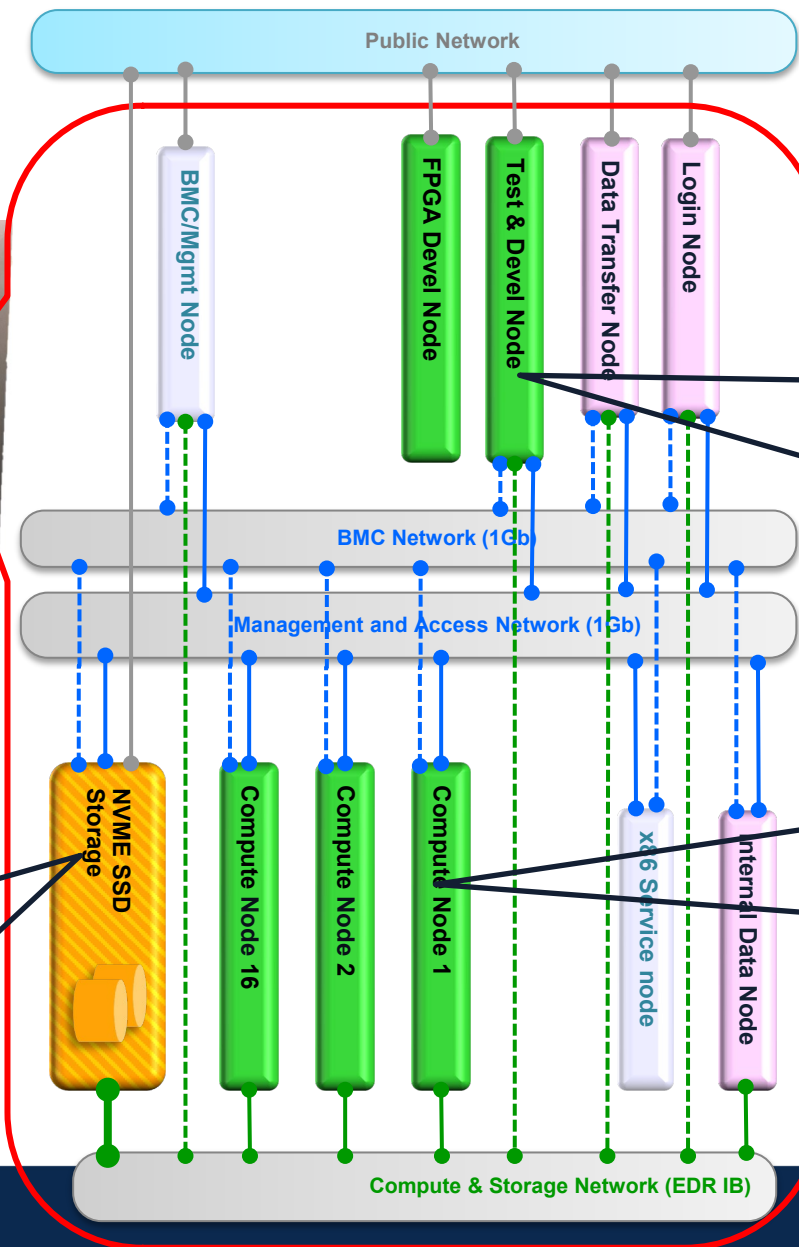 Public Network
BMC/Mgmt Node
FPGA Devel Node
Test & Devel Node
Data Transfer Node
Login Node
BMC Network (1Gb)
Management and Access Network (1Gb)
NVME SSD
Storage
Compute Node 16
Compute Node 2
Compute Node 1
x86 Service node
Internal Data Node
Compute & Storage Network (EDR IB)